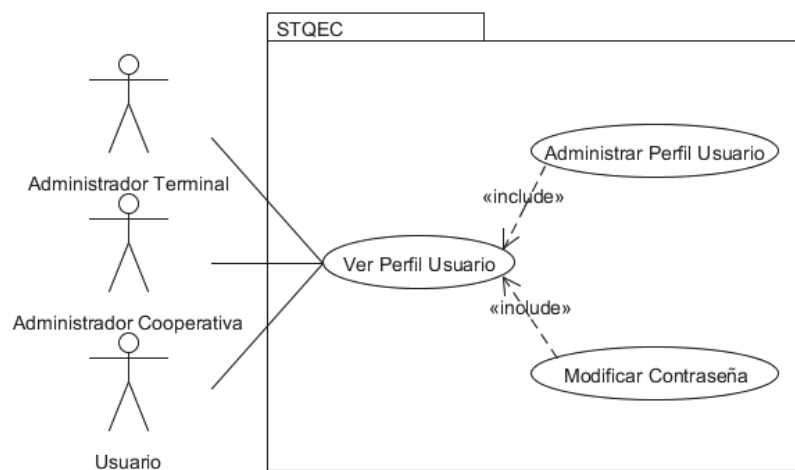 STQEC
Administrador Terminal
Administrar Perfil Usuario
«include»
Ver Perfil Usuario
Administrador Cooperativa
«include»
Modificar Contraseña
Usuario